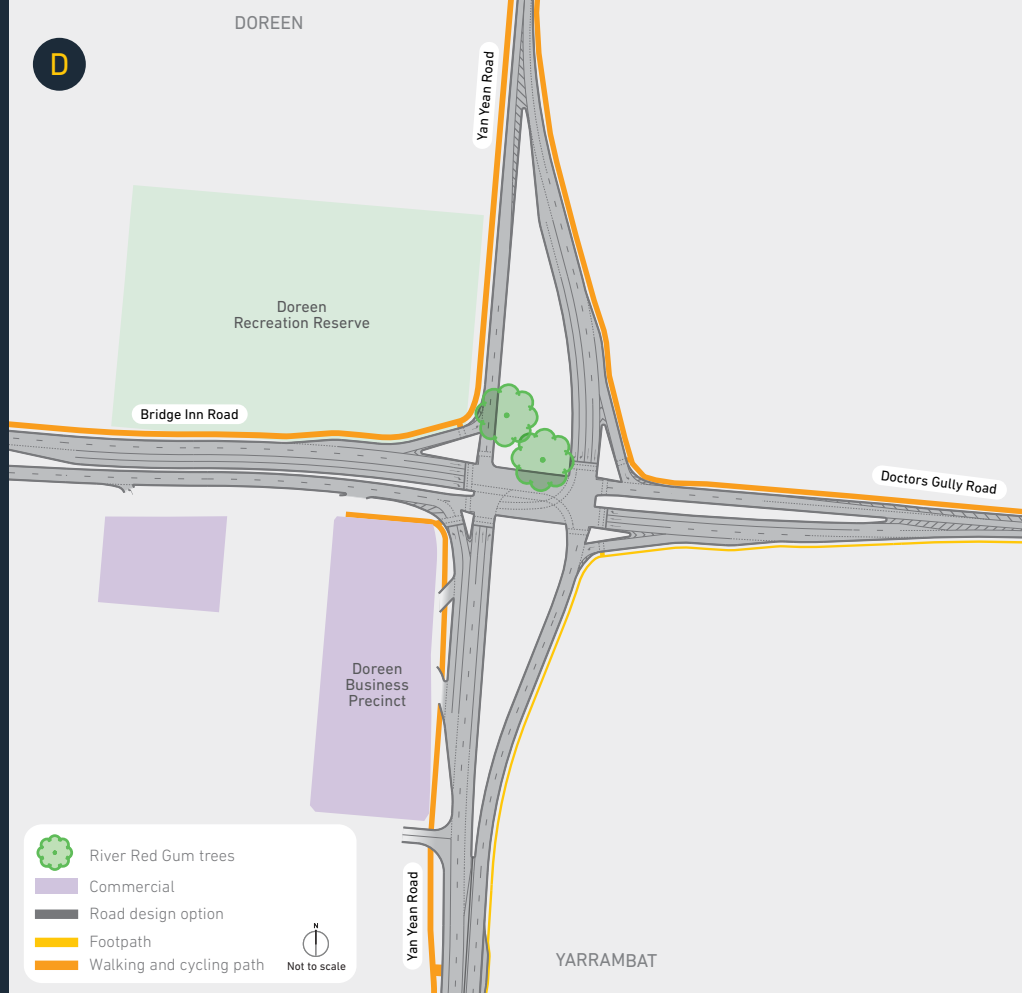 DOREEN
D
Yan Yean Road
Doreen
Recreation Reserve
Bridge Inn Road
Doctors Gully Road
Doreen
Business
Precinct
River Red Gum trees
Commercial
Road design option
Footpath
Walking and cycling path
N
Not to scale
Yan Yean Road
YARRAMBAT